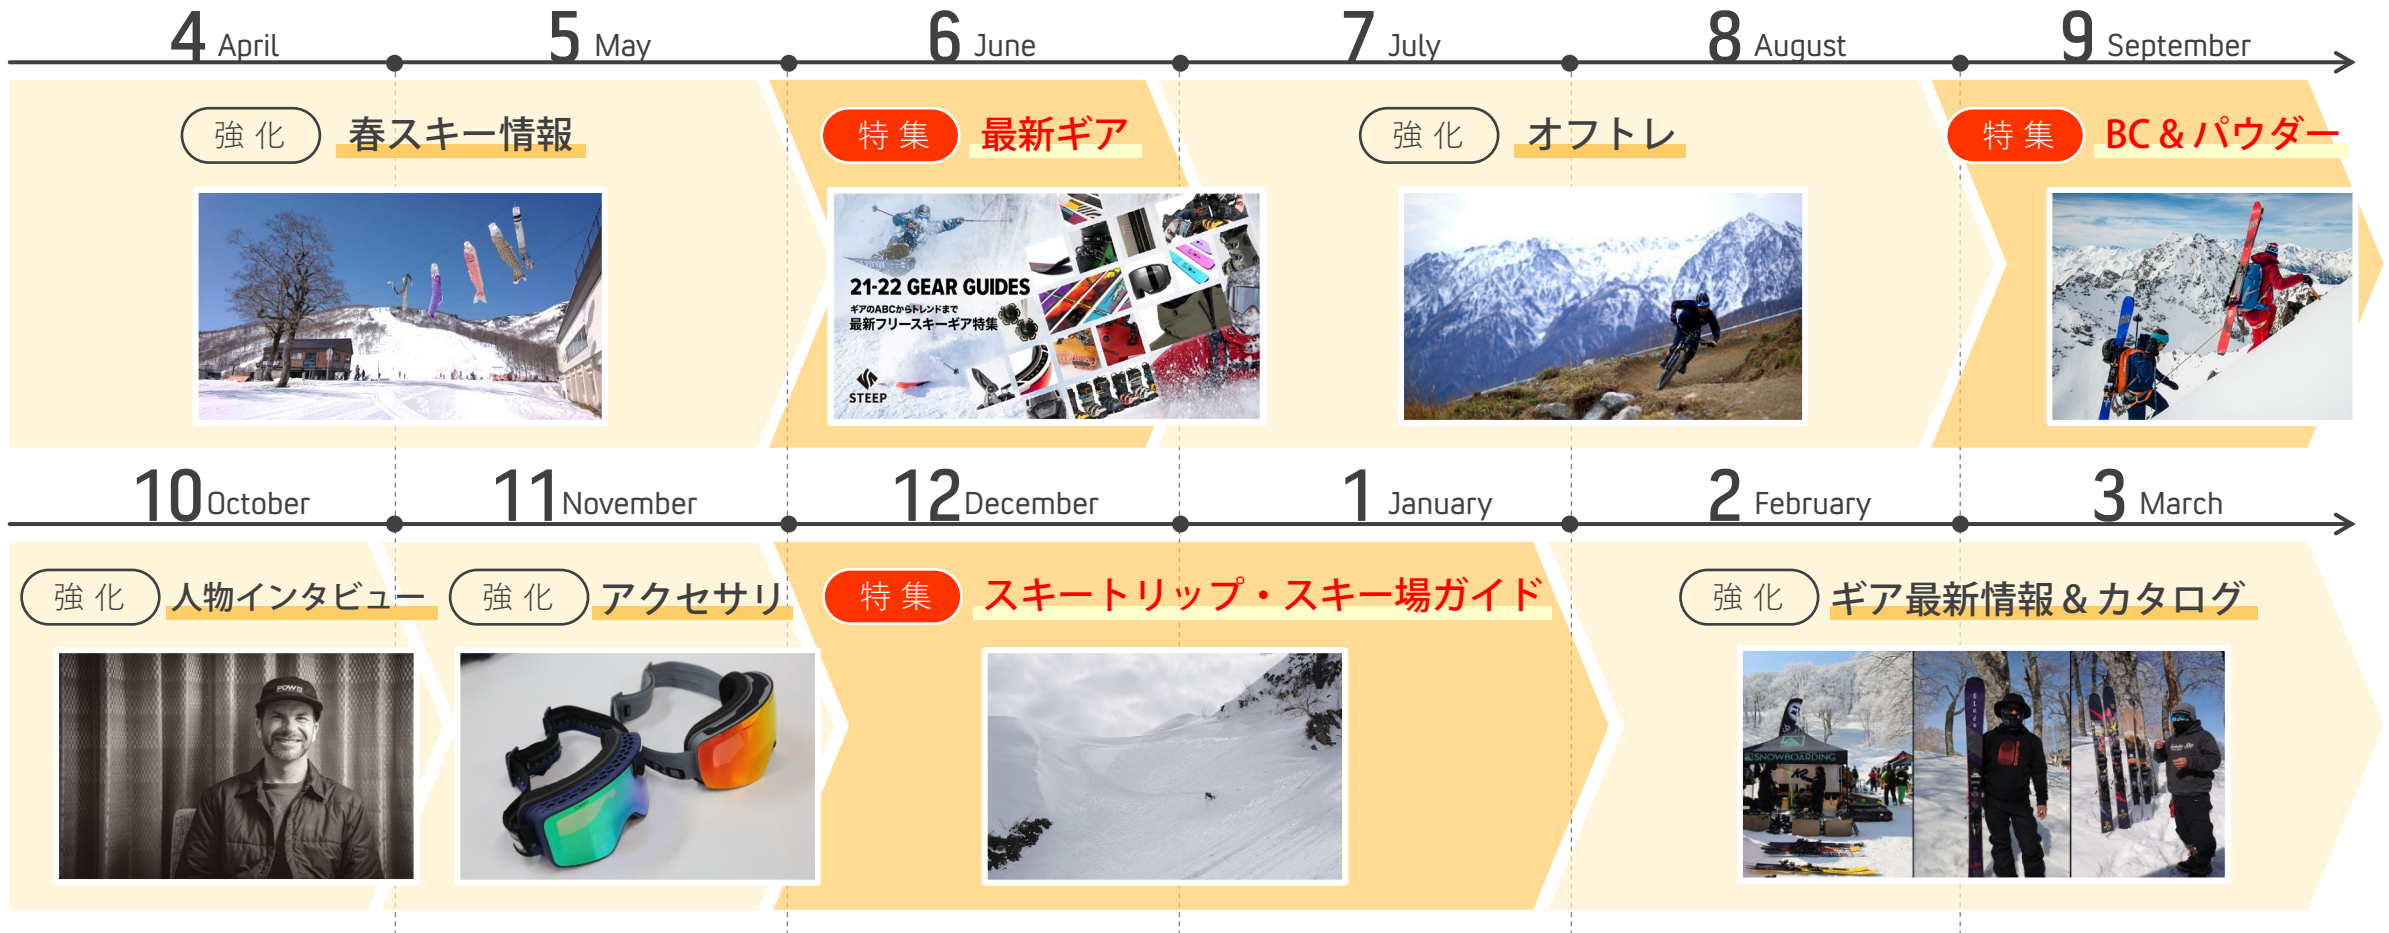 4 April 5 May 6 June 7 July 8 August 9 September
強化 春スキー情報
特集 最新ギア
強化 オフトレ
特集 BC & パウダー
21-22 GEAR GUIDES
ギアのABCからトレンドまで
最新フリースキーギア特集
STEEP
10 October 11 November 12 December 1 January 2 February 3 March
強化 人物インタビュー
強化 アクセサリ
特集 スキートリップ・スキー場ガイド
強化 ギア最新情報 & カタログ
POW
SNOWBOARDING
K2